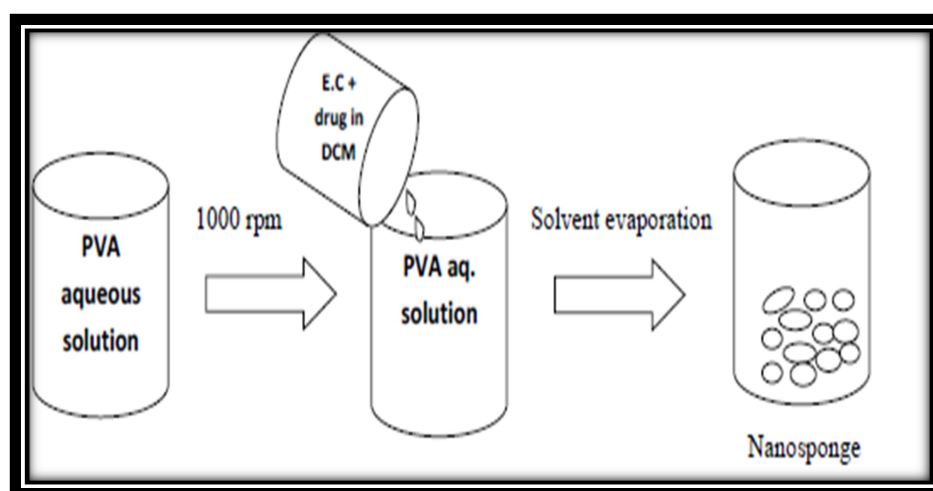 PVA
aqueous
solution
1000 rpm
E.C +
drug in
DCM
PVA aq.
solution
Solvent evaporation
Nanosponge